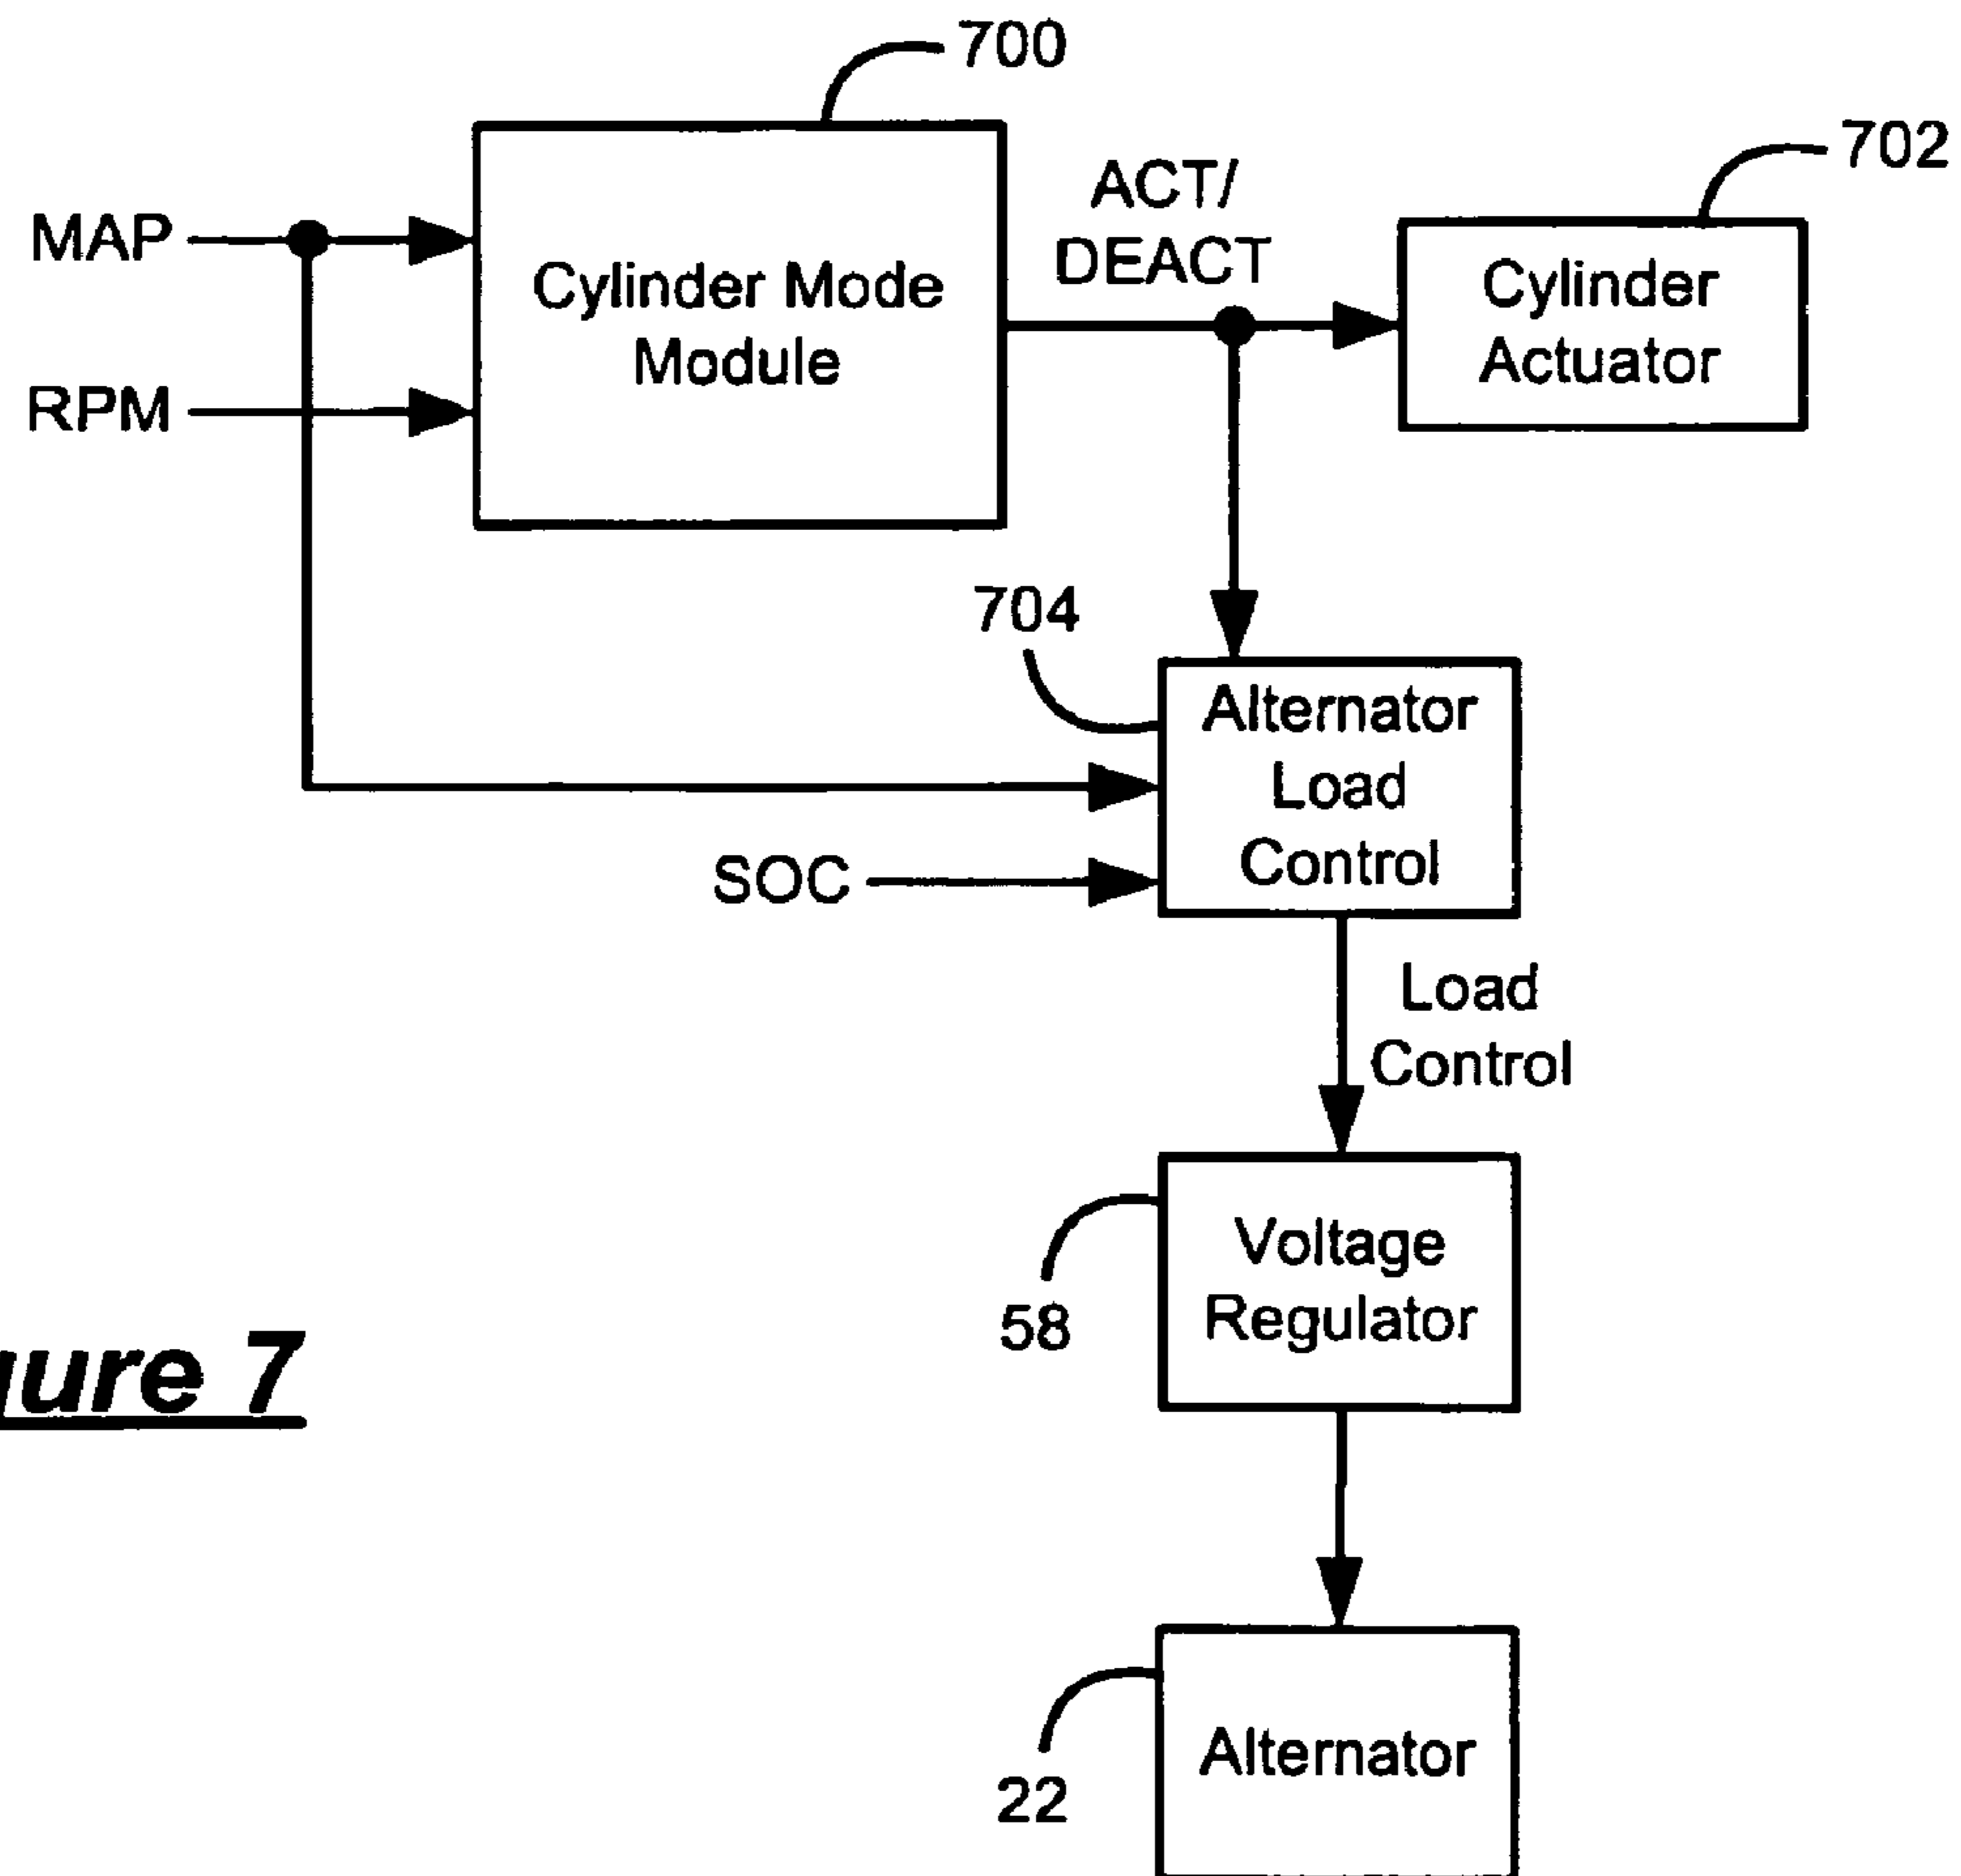 700
702
MAP
RPM
Cylinder Mode
Module
ACT/
DEACT
Cylinder
Actuator
704
Alternator
Load
Control
SOC
Load
Control
Voltage
Regulator
58
gure 7
Alternator
22